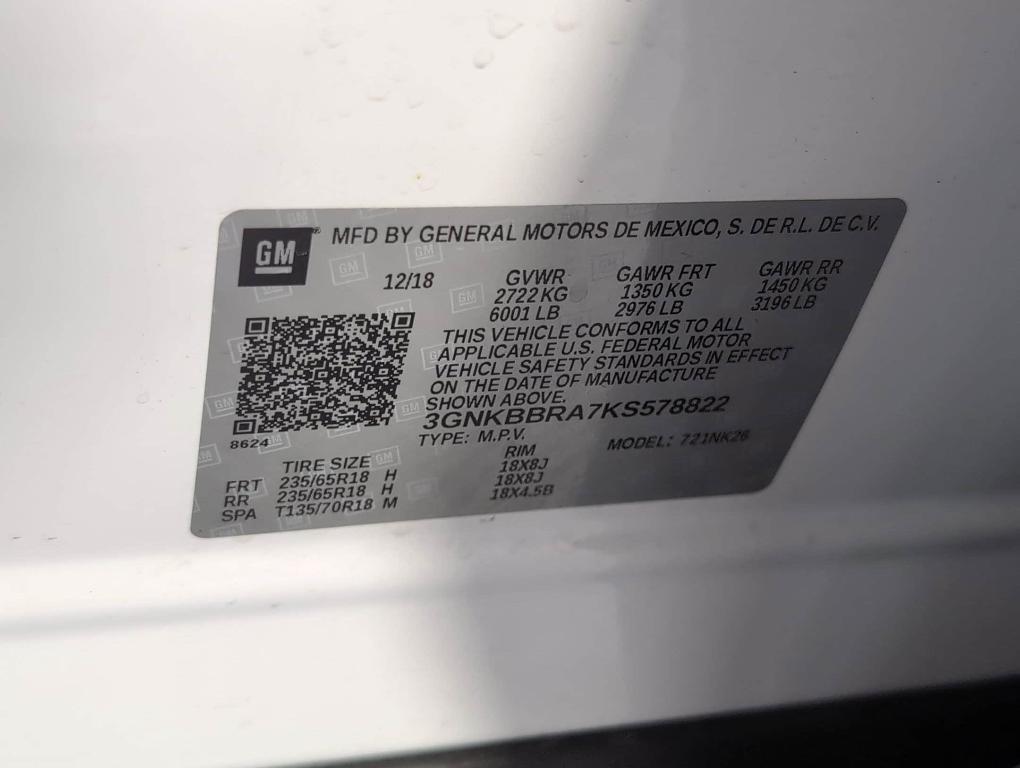 GM ® MFD BY GENERAL MOTORS DE MEXICO, S. DE R.L. DE C.V.
12/18 GVWR GAWR FRT GAWR RR
2722 KG 1350 KG 1450 KG
6001 LB 2976 LB 3196 LB
THIS VEHICLE CONFORMS TO ALL
APPLICABLE U.S. FEDERAL MOTOR
VEHICLE SAFETY STANDARDS IN EFFECT
ON THE DATE OF MANUFACTURE
SHOWN ABOVE.
3GNKBBRA7KS578822
8624 TYPE: M.P.V. MODEL: 721NK26
TIRE SIZE RIM
FRT 235/65R18 H 18X8J
RR 235/65R18 H 18X8J
SPA T135/70R18 M 18X4.5B